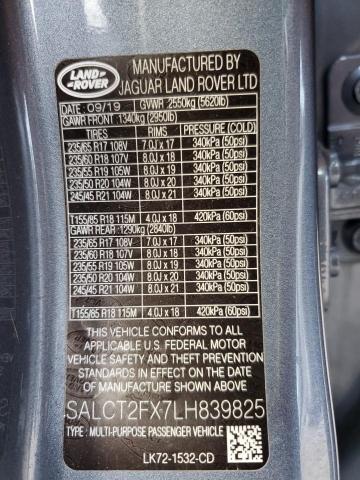 LAND ROVER
MANUFACTURED BY
JAGUAR LAND ROVER LTD
DATE 09/19 GVWR 2550kg (5620lb)
GAWR FRONT 1340kg (2950lb)
TIRES RIMS PRESSURE (COLD)
235/65 R17 108V 7.0J x 17 340kPa (50psi)
235/60 R18 107V 8.0J x 18 340kPa (50psi)
235/55 R19 105W 8.0J x 19 340kPa (50psi)
235/50 R20 104W 8.0J x 20 340kPa (50psi)
245/45 R21 104W 8.0J x 21 340kPa (50psi)
T155/85 R18 115M 4.0J x 18 420kPa (60psi)
GAWR REAR : 1290kg (2840lb)
235/65 R17 108V 7.0J x 17 340kPa (50psi)
235/60 R18 107V 8.0J x 18 340kPa (50psi)
235/55 R19 105W 8.0J x 19 340kPa (50psi)
235/50 R20 104W 8.0J x 20 340kPa (50psi)
245/45 R21 104W 8.0J x 21 340kPa (50psi)
T155/85 R18 115M 4.0J x 18 420kPa (60psi)
THIS VEHICLE CONFORMS TO ALL
APPLICABLE U.S. FEDERAL MOTOR
VEHICLE SAFETY AND THEFT
PREVENTION STANDARDS IN EFFECT
ON THE DATE OF MANUFACTURE
SHOWN ABOVE
SALCT2FX7LH839825
TYPE : MULTI-PURPOSE PASSENGER VEHICLE
LK72-1532-CD